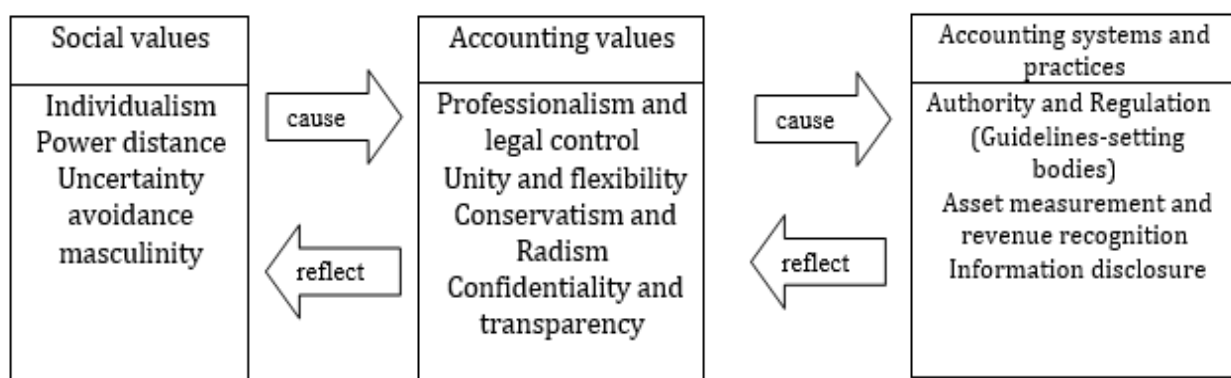 Social values
Individualism
Power distance
Uncertainty
avoidance
masculinity
cause
reflect
Accounting values
Professionalism and
legal control
Unity and flexibility
Conservatism and
Radism
Confidentiality and
transparency
cause
reflect
Accounting systems and
practices
Authority and Regulation
(Guidelines-setting
bodies)
Asset measurement and
revenue recognition
Information disclosure